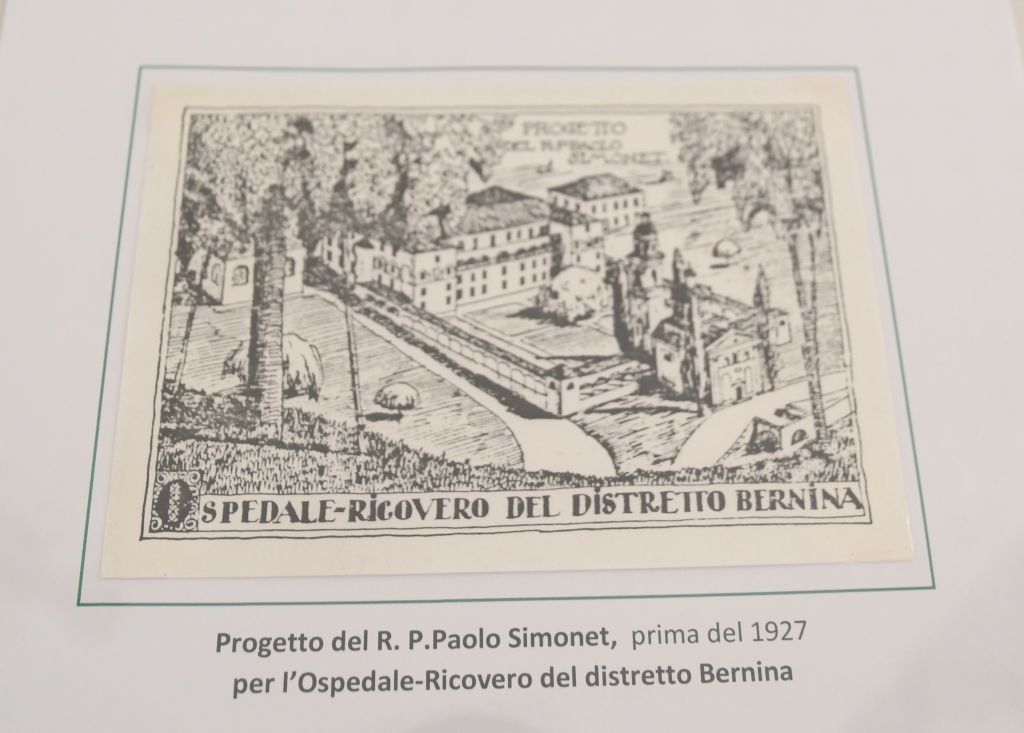 PROGETTO
DEL R.P.PAOLO
SIMONET.
OSPEDALE-RICOVERO DEL DISTRETTO BERNINA
Progetto del R. P.Paolo Simonet, prima del 1927
per l'Ospedale-Ricovero del distretto Bernina